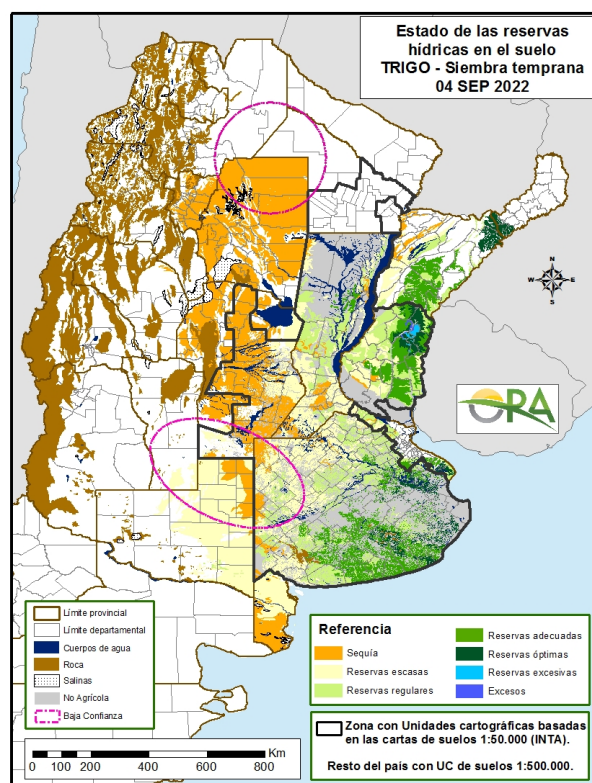 Estado de las reservas
hídricas en el suelo
TRIGO - Siembra temprana
04 SEP 2022
N
W
E
S
ORA
Límite provincial
Límite departamental
Cuerpos de agua
Roca
Salinas
No Agrícola
Baja Confianza
Referencia
Sequía
Reservas escasas
Reservas regulares
Reservas adecuadas
Reservas óptimas
Reservas excesivas
Excesos
Zona con Unidades cartográficas basadas
en las cartas de suelos 1:50.000 (INTA).
Resto del país con UC de suelos 1:500.000.
Km
0 50 100 200 400 600 800